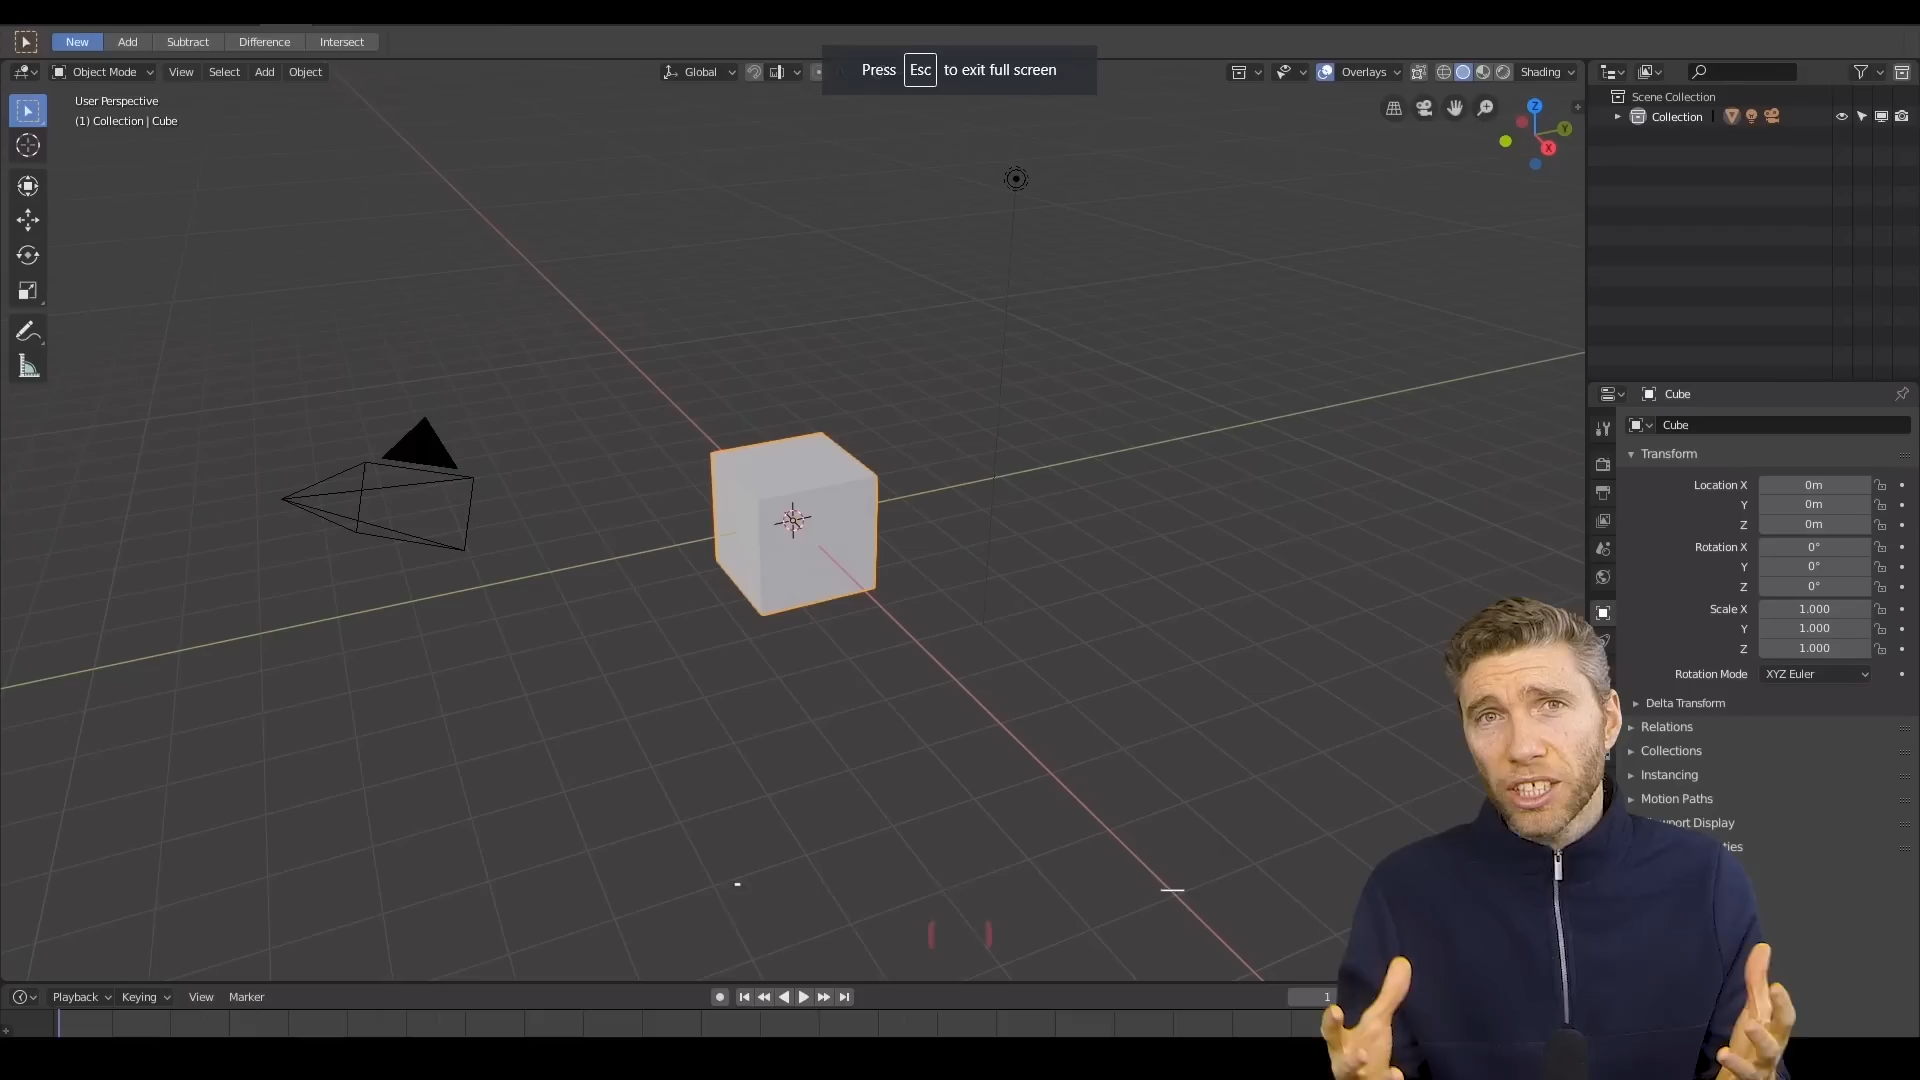 New Add Subtract Difference Intersect
Press Esc to exit full screen
Object Mode View Select Add Object Global Overlays Shading
User Perspective
(1) Collection | Cube
Z
Y
X
Scene Collection
Collection
Cube
Cube
Transform
Location X 0m
Y 0m
Z 0m
Rotation X 0°
Y 0°
Z 0°
Scale X 1.000
Y 1.000
Z 1.000
Rotation Mode XYZ Euler
Delta Transform
Relations
Collections
Instancing
Motion Paths
Display
Playback Keying View Marker 1